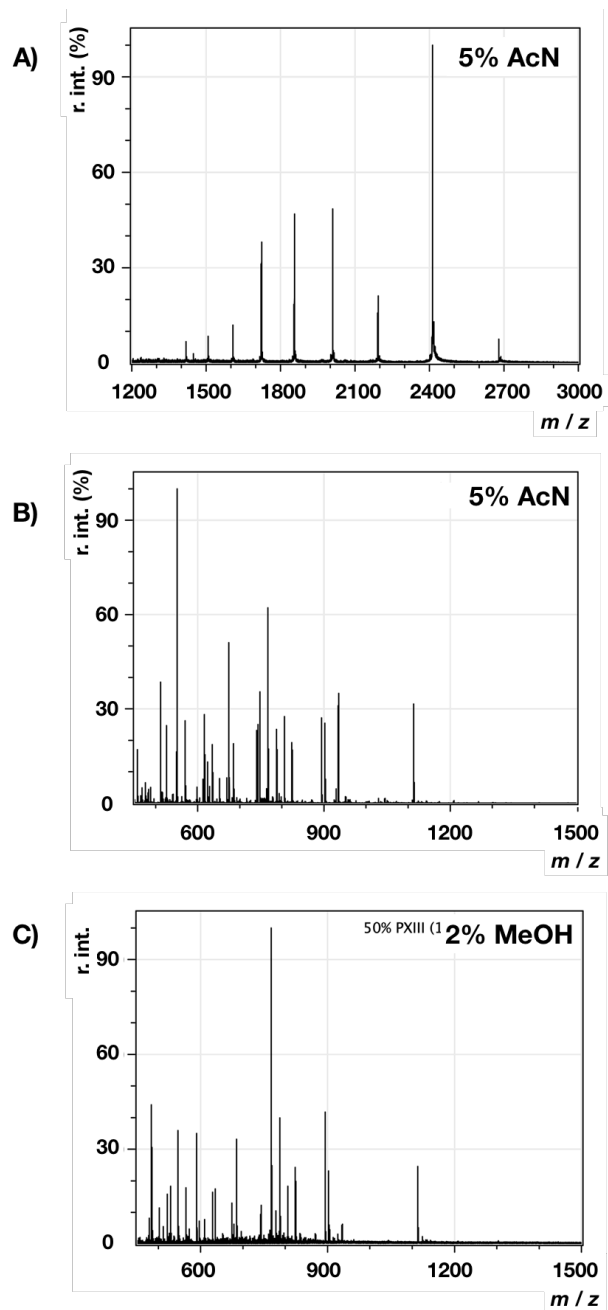 A)
5% AcN
r. int. (%)
90
60
30
0
1200 1500 1800 2100 2400 2700 3000
m / z
B)
5% AcN
r. int. (%)
90
60
30
0
600 900 1200 1500
m / z
C)
50% PXIII (1 2% MeOH
r. int.
90
60
30
0
600 900 1200 1500
m / z